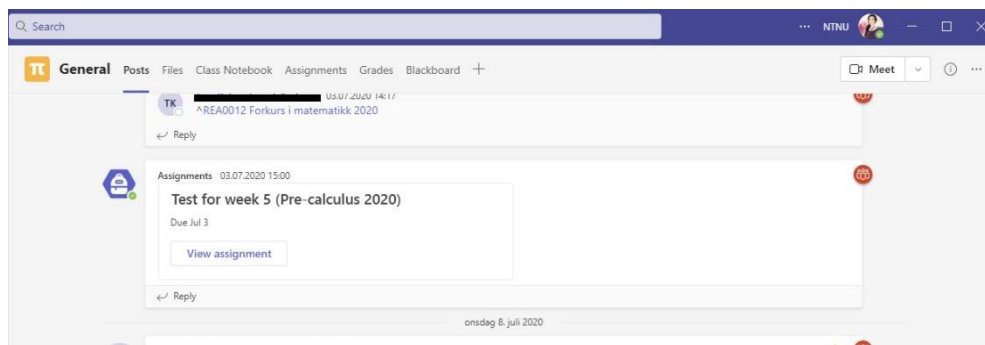 Search
... NTNU
π General Posts Files Class Notebook Assignments Grades Blackboard +
Meet
TK 03.07.2020 14:17
^REA0012 Forkurs i matematikk 2020
Reply
Assignments 03.07.2020 15:00
Test for week 5 (Pre-calculus 2020)
Due Jul 3
View assignment
Reply
onsdag 8. juli 2020